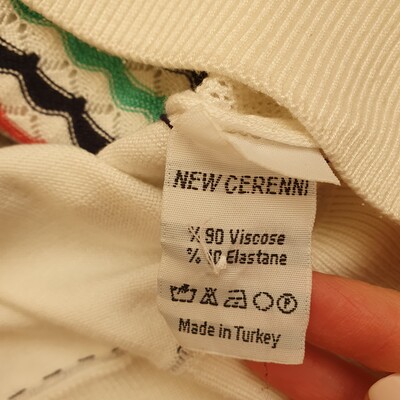 NEW CERENNI
% 90 Viscose
% 10 Elastane
P
Made in Turkey